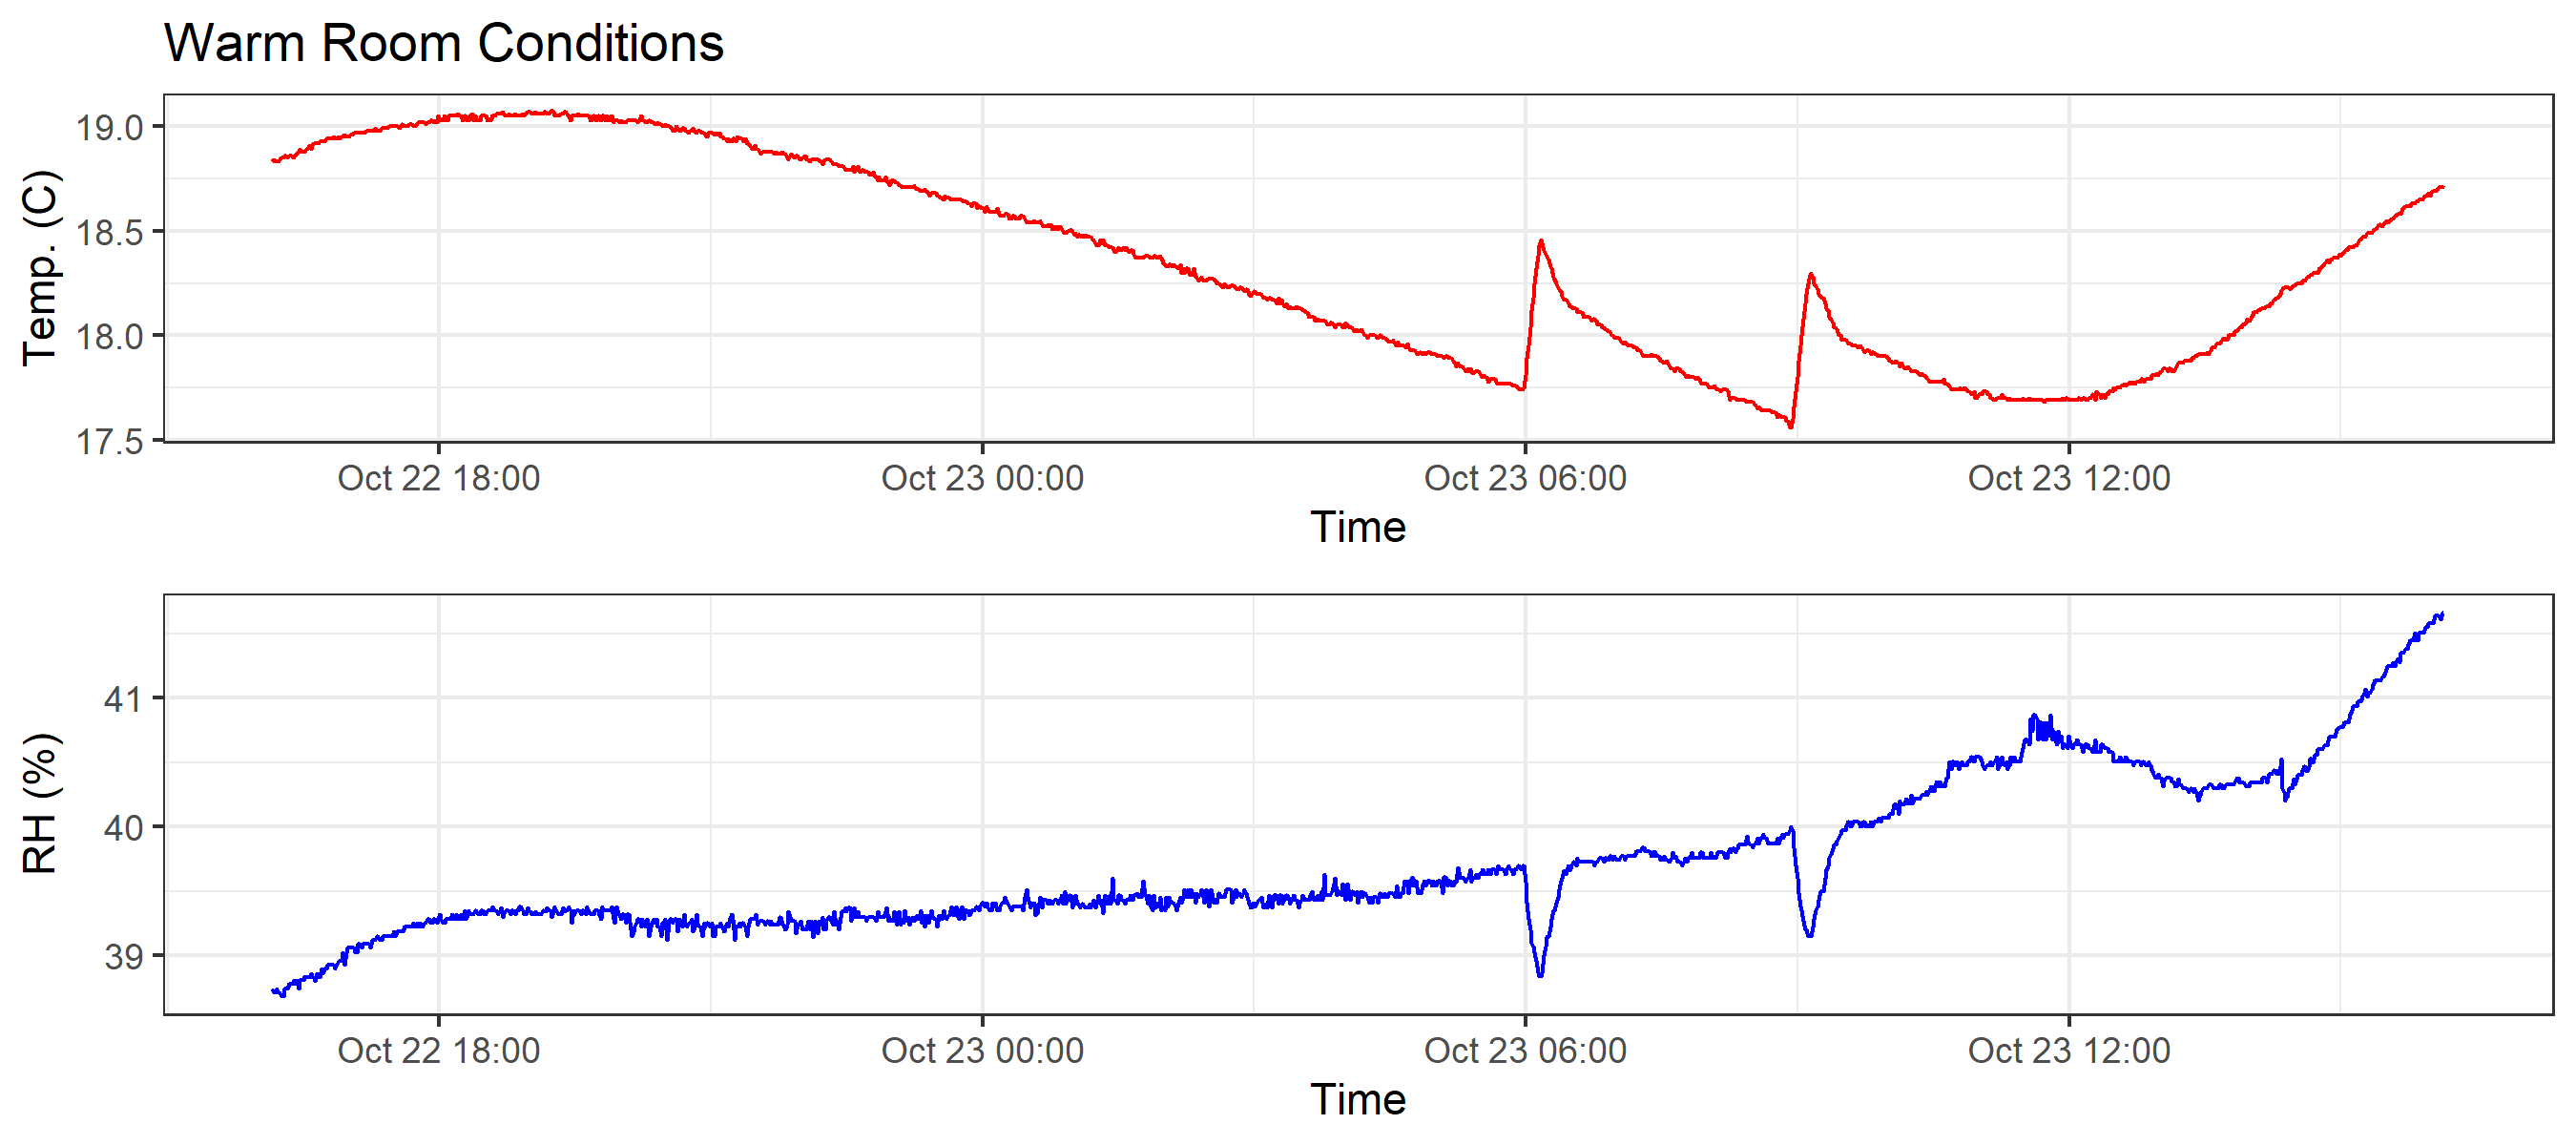 Warm Room Conditions
Temp. (C)
19.0
18.5
18.0
17.5
Oct 22 18:00 Oct 23 00:00 Oct 23 06:00 Oct 23 12:00
Time
RH (%)
41
40
39
Oct 22 18:00 Oct 23 00:00 Oct 23 06:00 Oct 23 12:00
Time